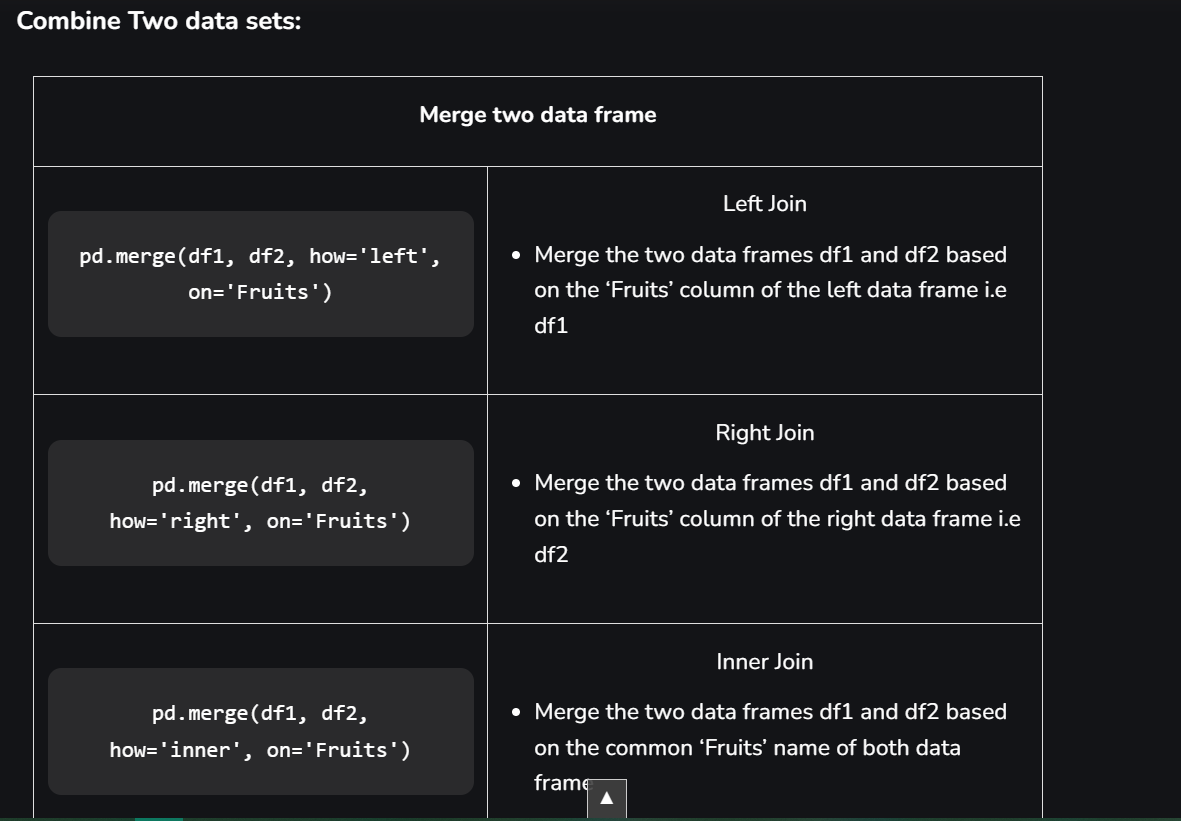 Combine Two data sets:
Merge two data frame
pd.merge(df1, df2, how='left',
on='Fruits')
Left Join
• Merge the two data frames df1 and df2 based
on the ‘Fruits’ column of the left data frame i.e
df1
pd.merge(df1, df2,
how='right', on='Fruits')
Right Join
• Merge the two data frames df1 and df2 based
on the ‘Fruits’ column of the right data frame i.e
df2
pd.merge(df1, df2,
how='inner', on='Fruits')
Inner Join
• Merge the two data frames df1 and df2 based
on the common ‘Fruits’ name of both data
frame